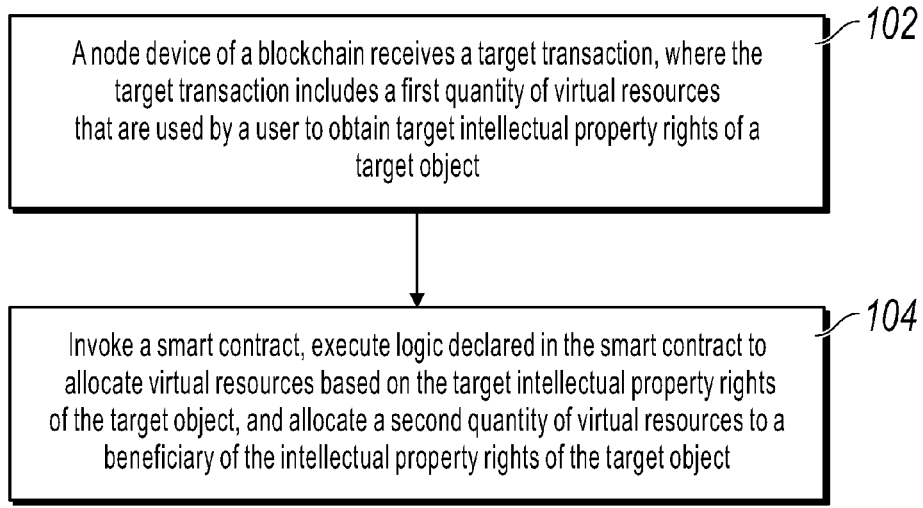 102
A node device of a blockchain receives a target transaction, where the
target transaction includes a first quantity of virtual resources
that are used by a user to obtain target intellectual property rights of a
target object
104
Invoke a smart contract, execute logic declared in the smart contract to
allocate virtual resources based on the target intellectual property rights
of the target object, and allocate a second quantity of virtual resources to a
beneficiary of the intellectual property rights of the target object